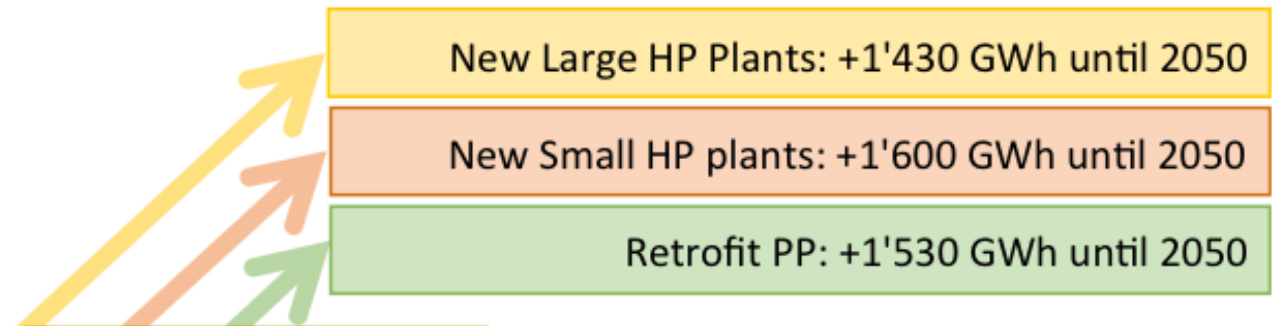 New Large HP Plants: +1'430 GWh until 2050
New Small HP plants: +1'600 GWh until 2050
Retrofit PP: +1'530 GWh until 2050